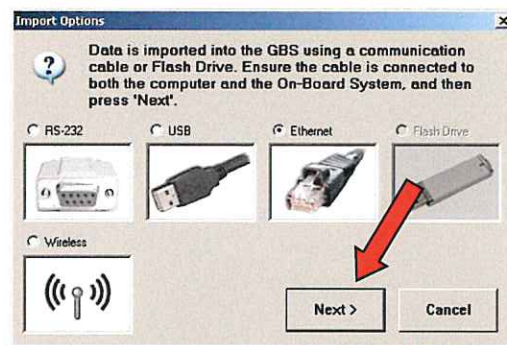 Import Options
Data is imported into the GBS using a communication
cable or Flash Drive. Ensure the cable is connected to
both the computer and the On-Board System, and then
press 'Next'.
RS-232 USB Ethernet Flash Drive
Wireless
Next > Cancel